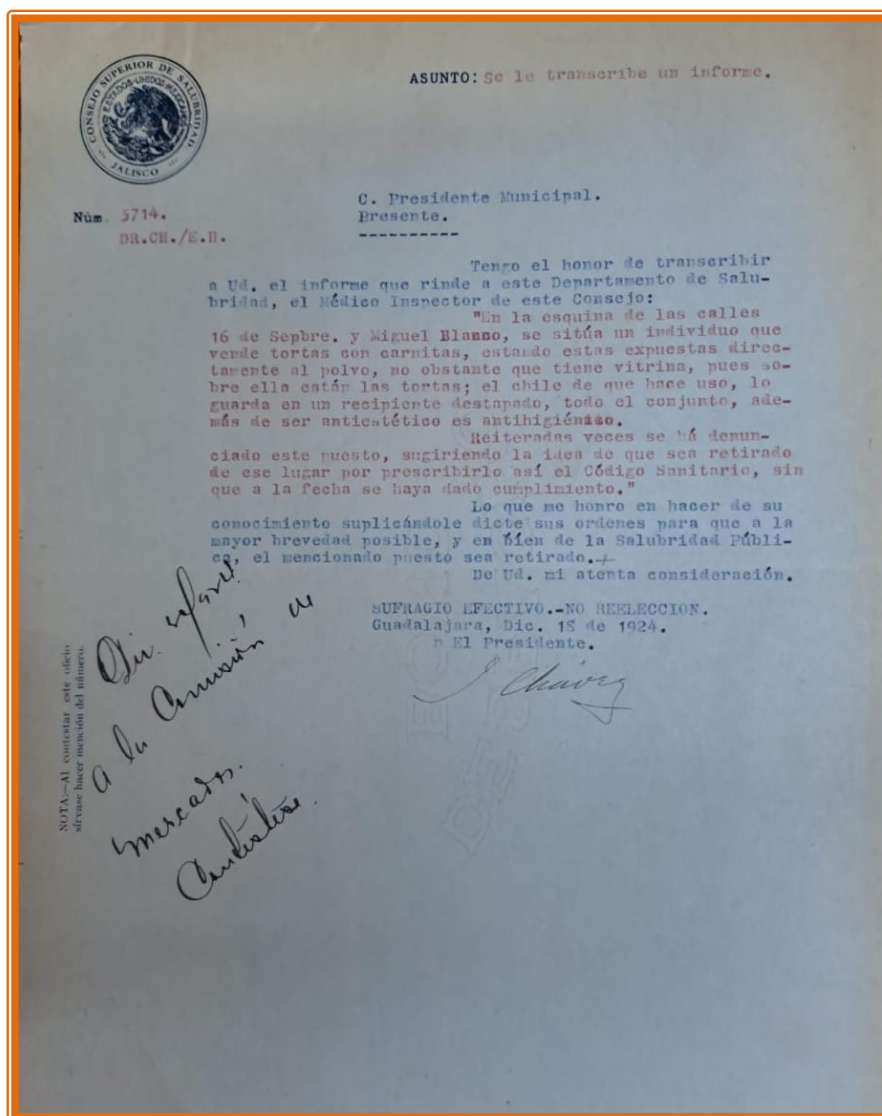 CONSEJO SUPERIOR DE SALUBRIDAD.
ESTADOS UNIDOS MEXICANOS
JALISCO
ASUNTO: Se le transcribe un informe.
C. Presidente Municipal.
Presente.
----------
Núm. 3714.
DR.CH./E.H.
Tengo el honor de transcribir
a Ud. el informe que rinde a este Departamento de Salu-
bridad, el Médico Inspector de este Consejo:
"En la esquina de las calles
16 de Sepbre. y Miguel Blanco, se sitúa un individuo que
vende tortas con carnitas, estando estas expuestas direc-
tamente al polvo, no obstante que tiene vitrina, pues so-
bre ella están las tortas; el chile de que hace uso, lo
guarda en un recipiente destapado, todo el conjunto, ade-
más de ser antiestético es antihigiénico.
Reiteradas veces se há denun-
ciado este puesto, sugiriendo la idea de que sea retirado
de ese lugar por prescribirlo así el Código Sanitario, sin
que a la fecha se haya dado cumplimiento."
Lo que me honro en hacer de su
conocimiento suplicándole dicte sus ordenes para que a la
mayor brevedad posible, y en bien de la Salubridad Públi-
ca, el mencionado puesto sea retirado.
De Ud. mi atenta consideración.
SUFRAGIO EFECTIVO.-NO REELECCION.
Guadalajara, Dic. 18 de 1924.
El Presidente.
Chávez
a la Comisión de
mercados.
Contéstese.
NOTA:—Al contestar este oficio
sírvase hacer mención del número.